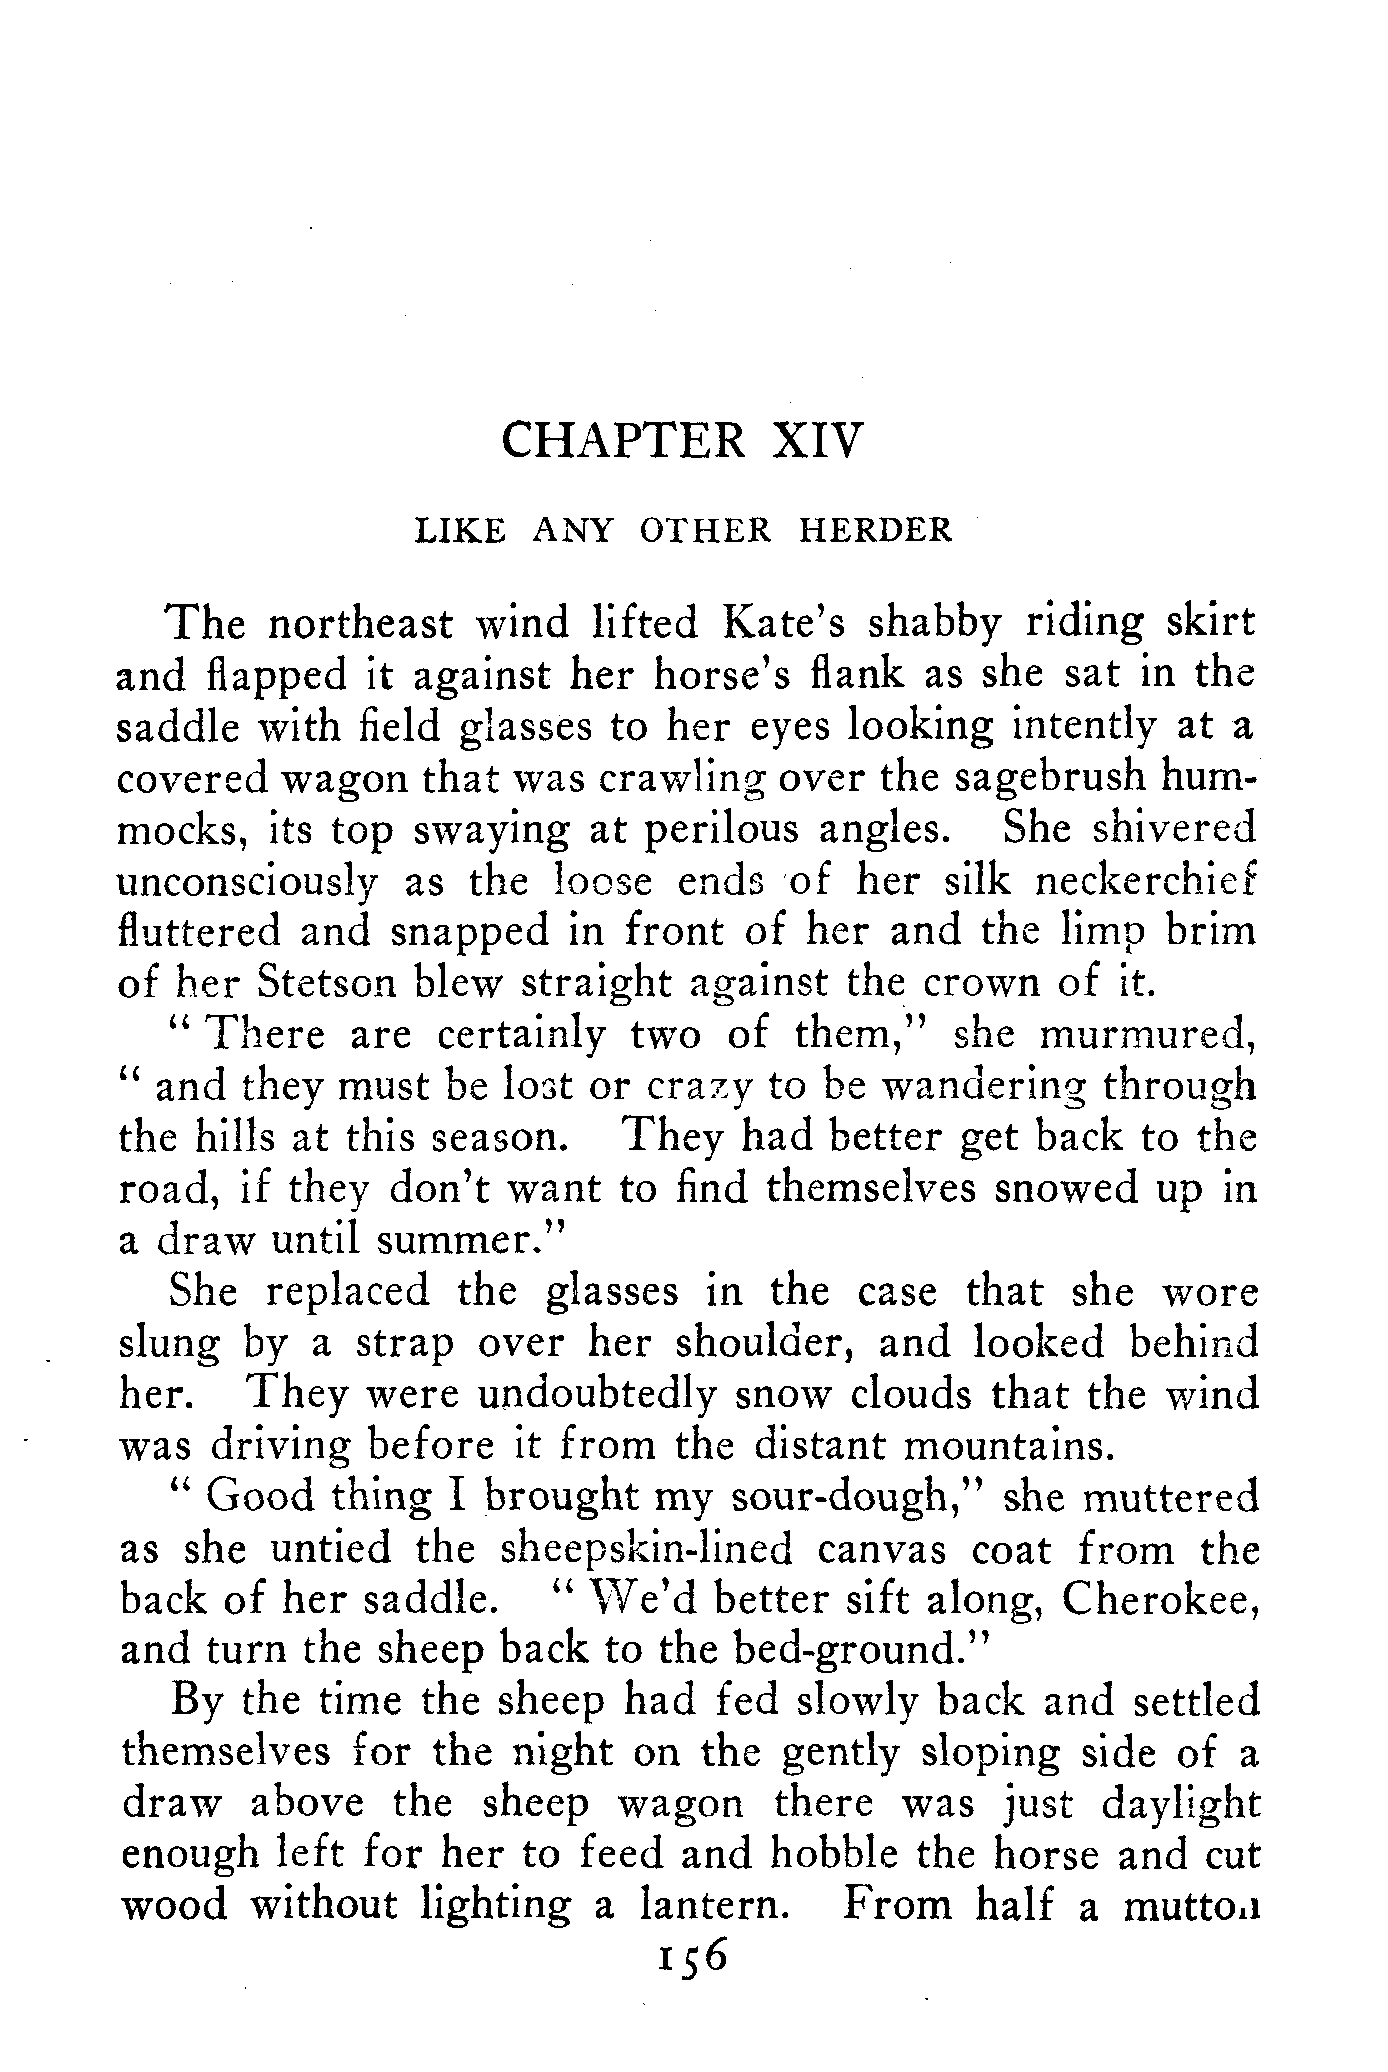 CHAPTER XIV
LIKE ANY OTHER HERDER
The northeast wind lifted Kate's shabby riding skirt
and flapped it against her horse's flank as she sat in the
saddle with field glasses to her eyes looking intently at a
covered wagon that was crawling over the sagebrush hum-
mocks, its top swaying at perilous angles. She shivered
unconsciously as the loose ends of her silk neckerchief
fluttered and snapped in front of her and the limp brim
of her Stetson blew straight against the crown of it.
" There are certainly two of them," she murmured,
" and they must be lost or crazy to be wandering through
the hills at this season. They had better get back to the
road, if they don't want to find themselves snowed up in
a draw until summer."
She replaced the glasses in the case that she wore
slung by a strap over her shoulder, and looked behind
her. They were undoubtedly snow clouds that the wind
was driving before it from the distant mountains.
" Good thing I brought my sour-dough," she muttered
as she untied the sheepskin-lined canvas coat from the
back of her saddle. " We'd better sift along, Cherokee,
and turn the sheep back to the bed-ground."
By the time the sheep had fed slowly back and settled
themselves for the night on the gently sloping side of a
draw above the sheep wagon there was just daylight
enough left for her to feed and hobble the horse and cut
wood without lighting a lantern. From half a mutton
156